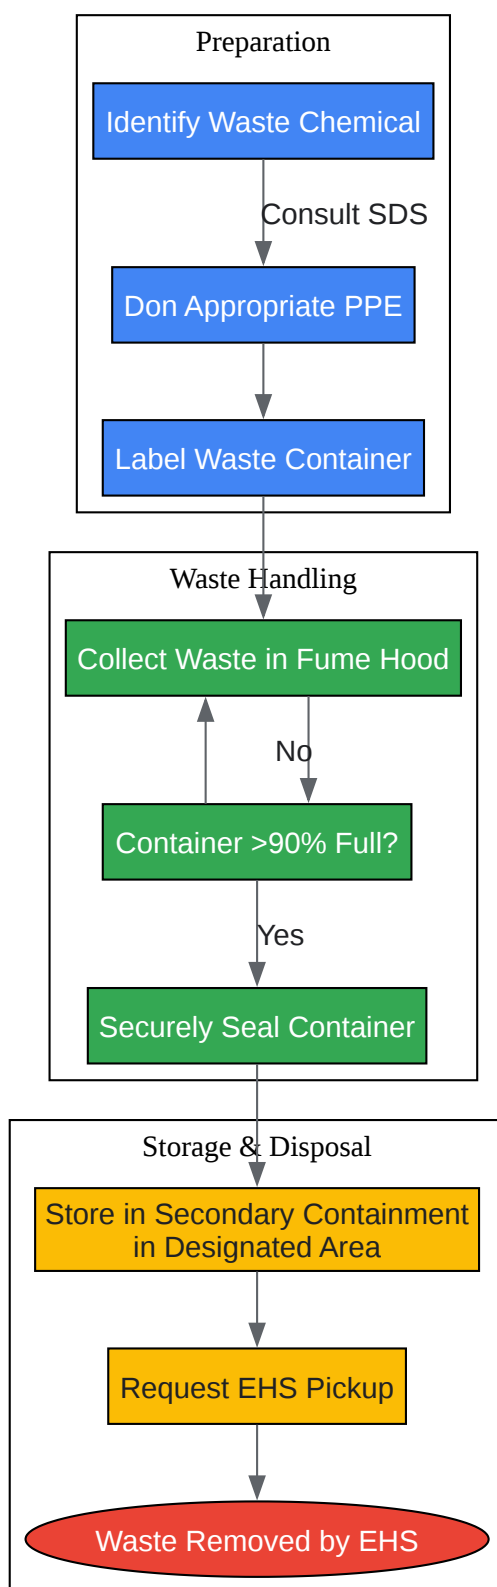 Preparation
Identify Waste Chemical
Consult SDS
Don Appropriate PPE
Label Waste Container
Waste Handling
Collect Waste in Fume Hood
No
Container >90% Full?
Yes
Securely Seal Container
Storage & Disposal
Store in Secondary Containment
in Designated Area
Request EHS Pickup
Waste Removed by EHS